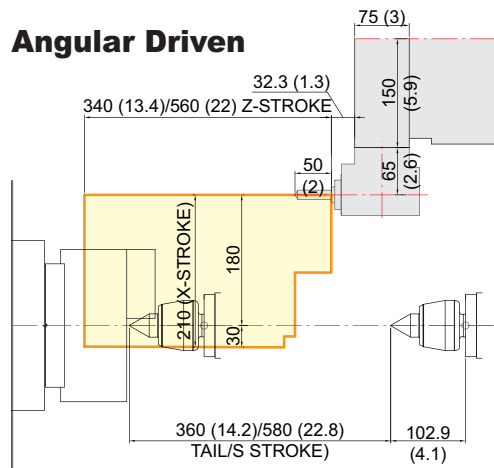 Angular Driven
75 (3)
32.3 (1.3)
340 (13.4)/560 (22) Z-STROKE
150
(5.9)
50
(2)
65
(2.6)
210 (X-STROKE)
180
30
360 (14.2)/580 (22.8)
TAIL/S STROKE)
102.9
(4.1)